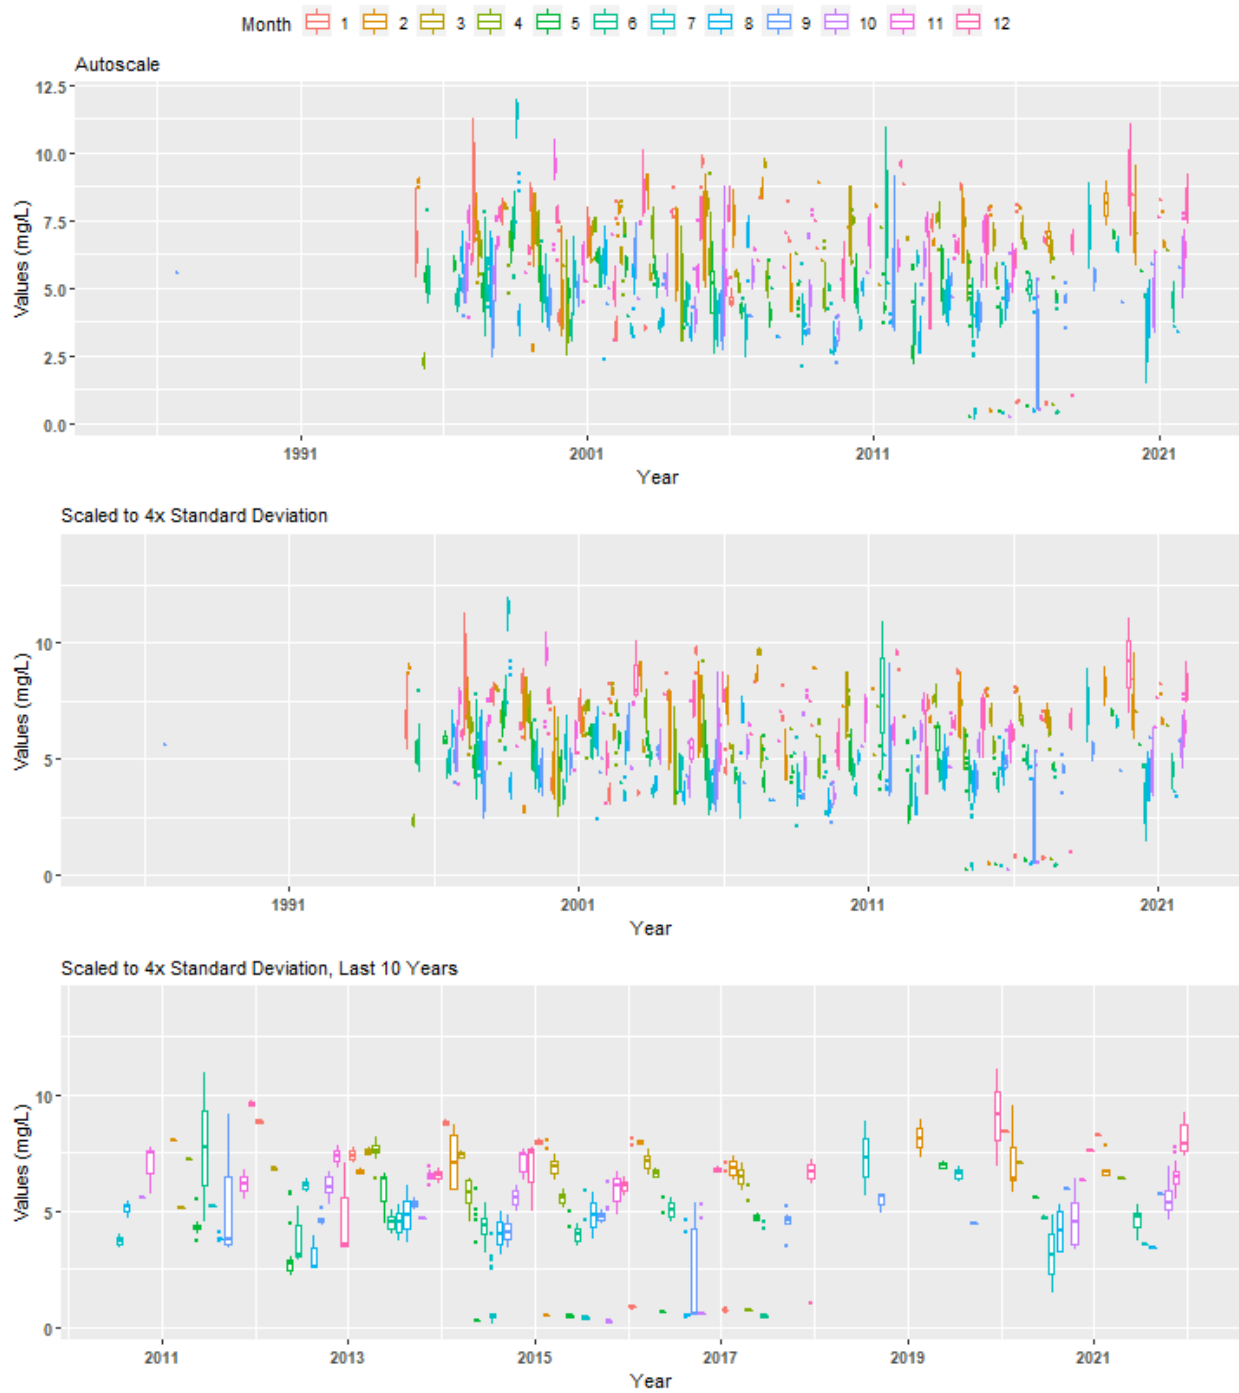 Month 1 2 3 4 5 6 7 8 9 10 11 12
Autoscale
12.5
10.0
7.5
5.0
2.5
0.0
Values (mg/L)
1991 2001 2011 2021
Year
Scaled to 4x Standard Deviation
10
5
0
Values (mg/L)
1991 2001 2011 2021
Year
Scaled to 4x Standard Deviation, Last 10 Years
10
5
0
Values (mg/L)
2011 2013 2015 2017 2019 2021
Year